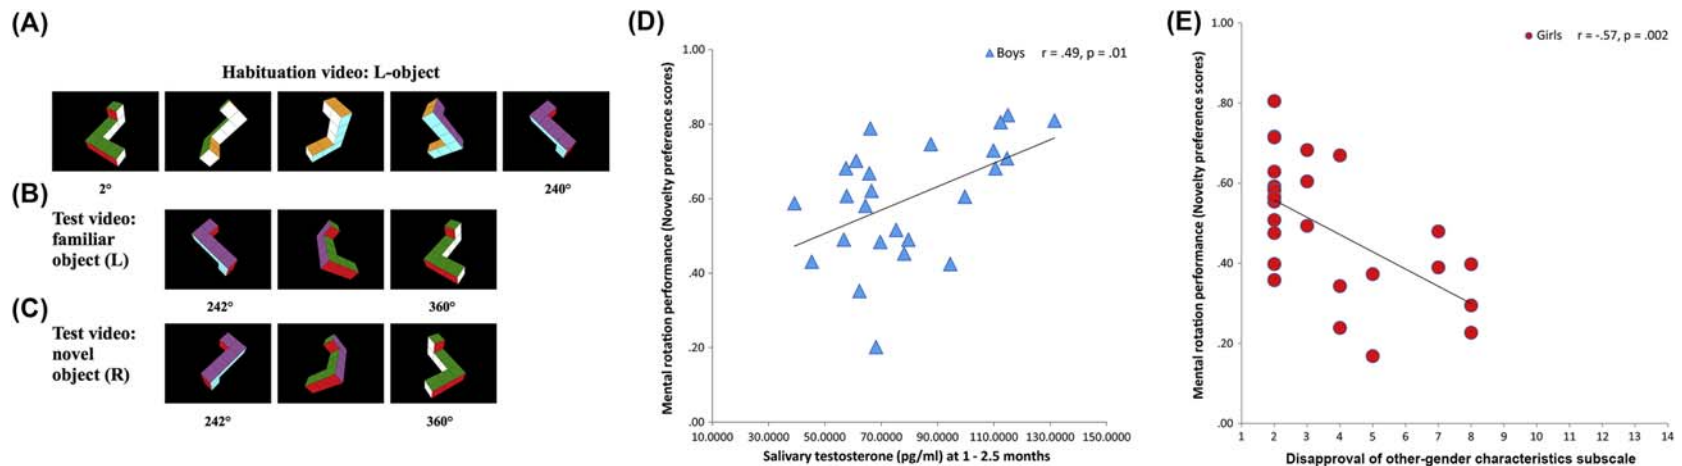 (A)
Habituation video: L-object
2°
240°
(B)
Test video:
familiar
object (L)
242°
360°
(C)
Test video:
novel
object (R)
242°
360°
(D)
Mental rotation performance (Novelty preference scores)
1.00
.80
.60
.40
.20
.00
Boys r = .49, p = .01
10.0000 30.0000 50.0000 70.0000 90.0000 110.0000 130.0000 150.0000
Salivary testosterone (pg/ml) at 1 - 2.5 months
(E)
Mental rotation performance (Novelty preference scores)
1.00
.80
.60
.40
.20
.00
Girls r = -.57, p = .002
1 2 3 4 5 6 7 8 9 10 11 12 13 14
Disapproval of other-gender characteristics subscale